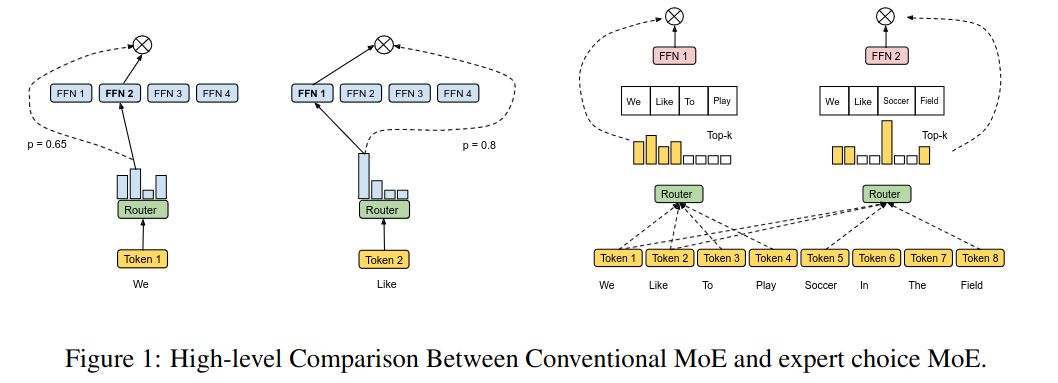 FFN 1 FFN 2 FFN 3 FFN 4
p = 0.65
Router
Token 1
We
FFN 1 FFN 2 FFN 3 FFN 4
p = 0.8
Router
Token 2
Like
FFN 1
We Like To Play
Top-k
Router
FFN 2
We Like Soccer Field
Top-k
Router
Token 1 Token 2 Token 3 Token 4 Token 5 Token 6 Token 7 Token 8
We Like To Play Soccer In The Field
Figure 1: High-level Comparison Between Conventional MoE and expert choice MoE.